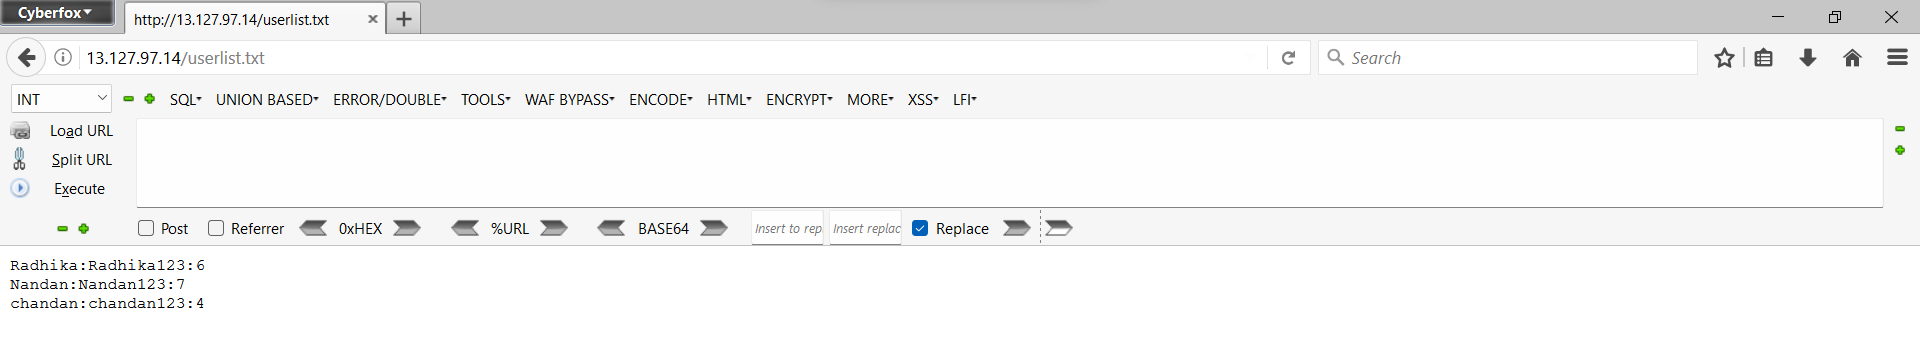 Cyberfox
http://13.127.97.14/userlist.txt
13.127.97.14/userlist.txt
Search
INT SQL UNION BASED ERROR/DOUBLE TOOLS WAF BYPASS ENCODE HTML ENCRYPT MORE XSS LFI
Load URL
Split URL
Execute
Post Referrer 0xHEX %URL BASE64 Insert to rep Insert replac Replace
Radhika:Radhika123:6
Nandan:Nandan123:7
chandan:chandan123:4